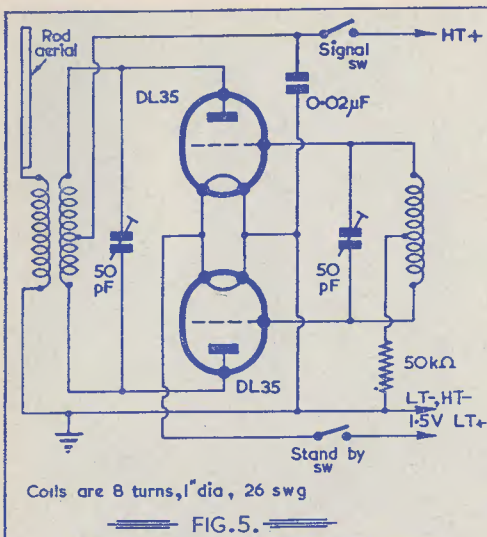 Rod
aerial
Signal
sw
HT+
DL35
0·02µF
50
pF
50
pF
50kΩ
DL35
LT-,HT-
1·5V LT+
Stand by
sw
Coils are 8 turns,1"dia, 26 swg
FIG.5.